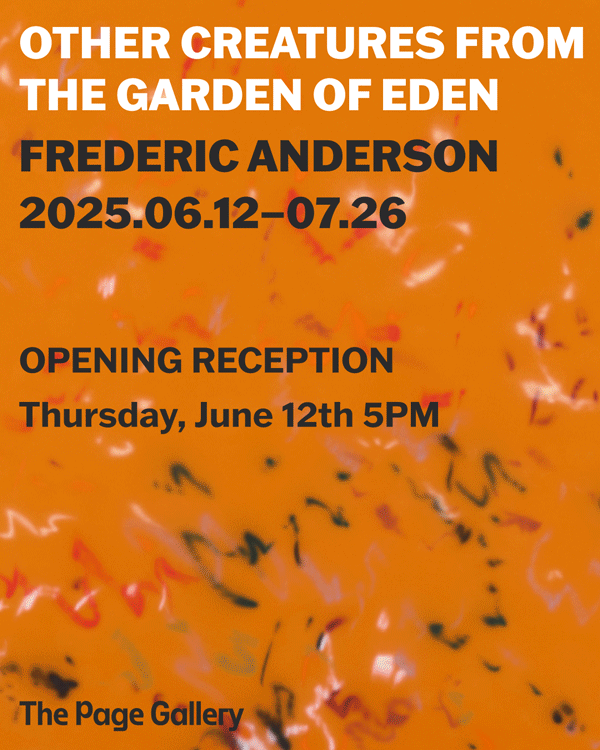 OTHER CREATURES FROM
THE GARDEN OF EDEN
FREDERIC ANDERSON
2025.06.12–07.26
OPENING RECEPTION
Thursday, June 12th 5PM
The Page Gallery